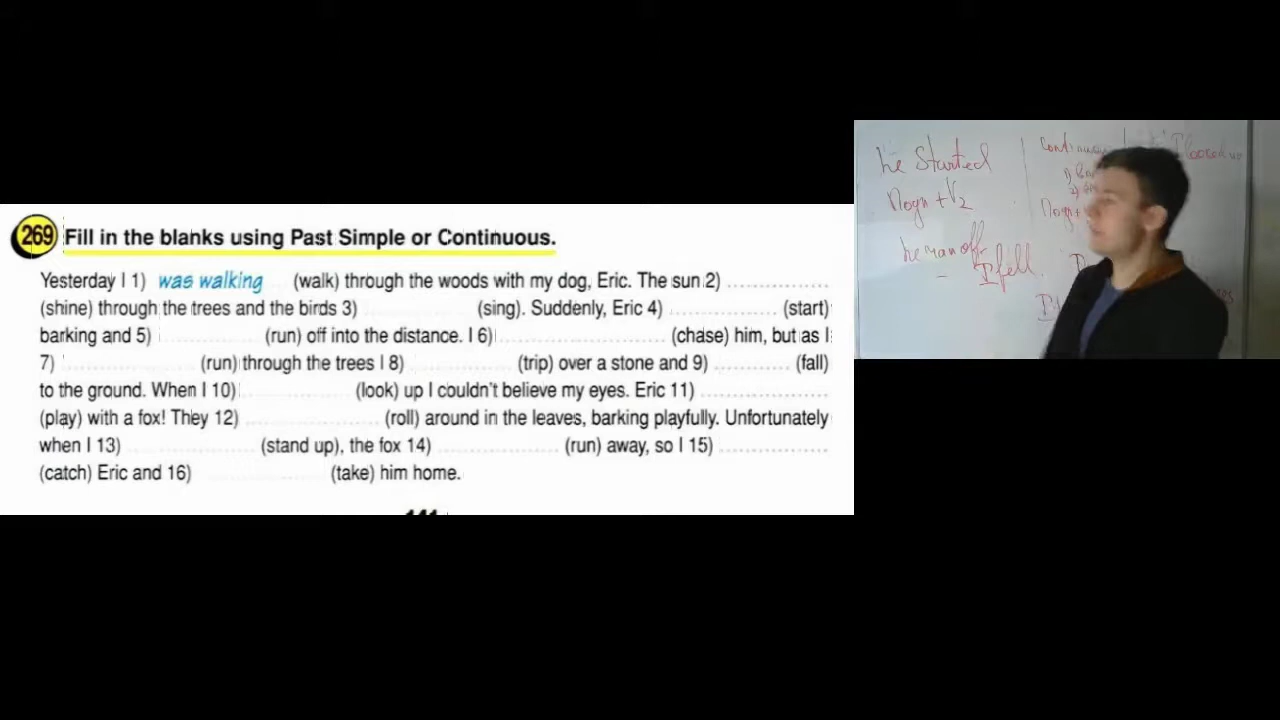 269 Fill in the blanks using Past Simple or Continuous.
Yesterday I 1) was walking (walk) through the woods with my dog, Eric. The sun 2) ....................
(shine) through the trees and the birds 3) .................... (sing). Suddenly, Eric 4) .................... (start)
barking and 5) .................... (run) off into the distance. I 6) .................... (chase) him, but as I
7) .................... (run) through the trees I 8) .................... (trip) over a stone and 9) .................... (fall)
to the ground. When I 10) .................... (look) up I couldn't believe my eyes. Eric 11) ....................
(play) with a fox! They 12) .................... (roll) around in the leaves, barking playfully. Unfortunately
when I 13) .................... (stand up), the fox 14) .................... (run) away, so I 15) ....................
(catch) Eric and 16) .................... (take) him home.
he Started
Подл + V2
he ran off
I fell